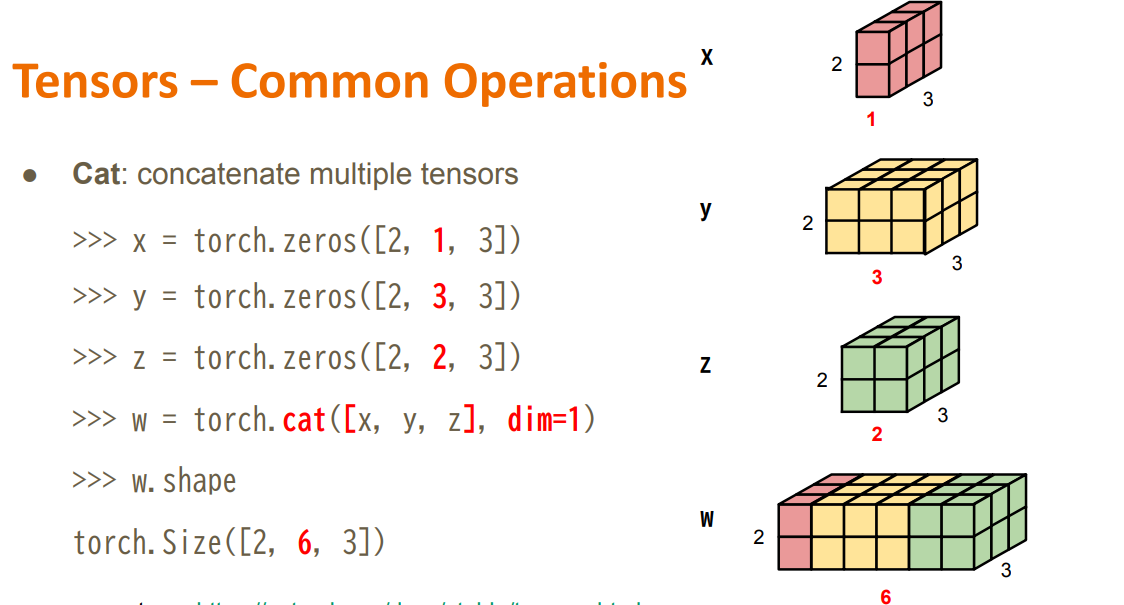 Tensors – Common Operations
● Cat: concatenate multiple tensors
>>> x = torch.zeros([2, 1, 3])
>>> y = torch.zeros([2, 3, 3])
>>> z = torch.zeros([2, 2, 3])
>>> w = torch.cat([x, y, z], dim=1)
>>> w.shape
torch.Size([2, 6, 3])
x
2
3
1
y
2
3
3
z
2
3
2
w
2
3
6